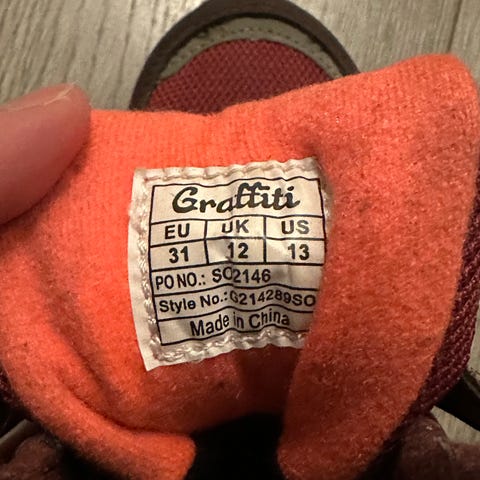 Graffiti
EU UK US
31 12 13
PO NO.: SO2146
Style No.: G214289SO
Made in China